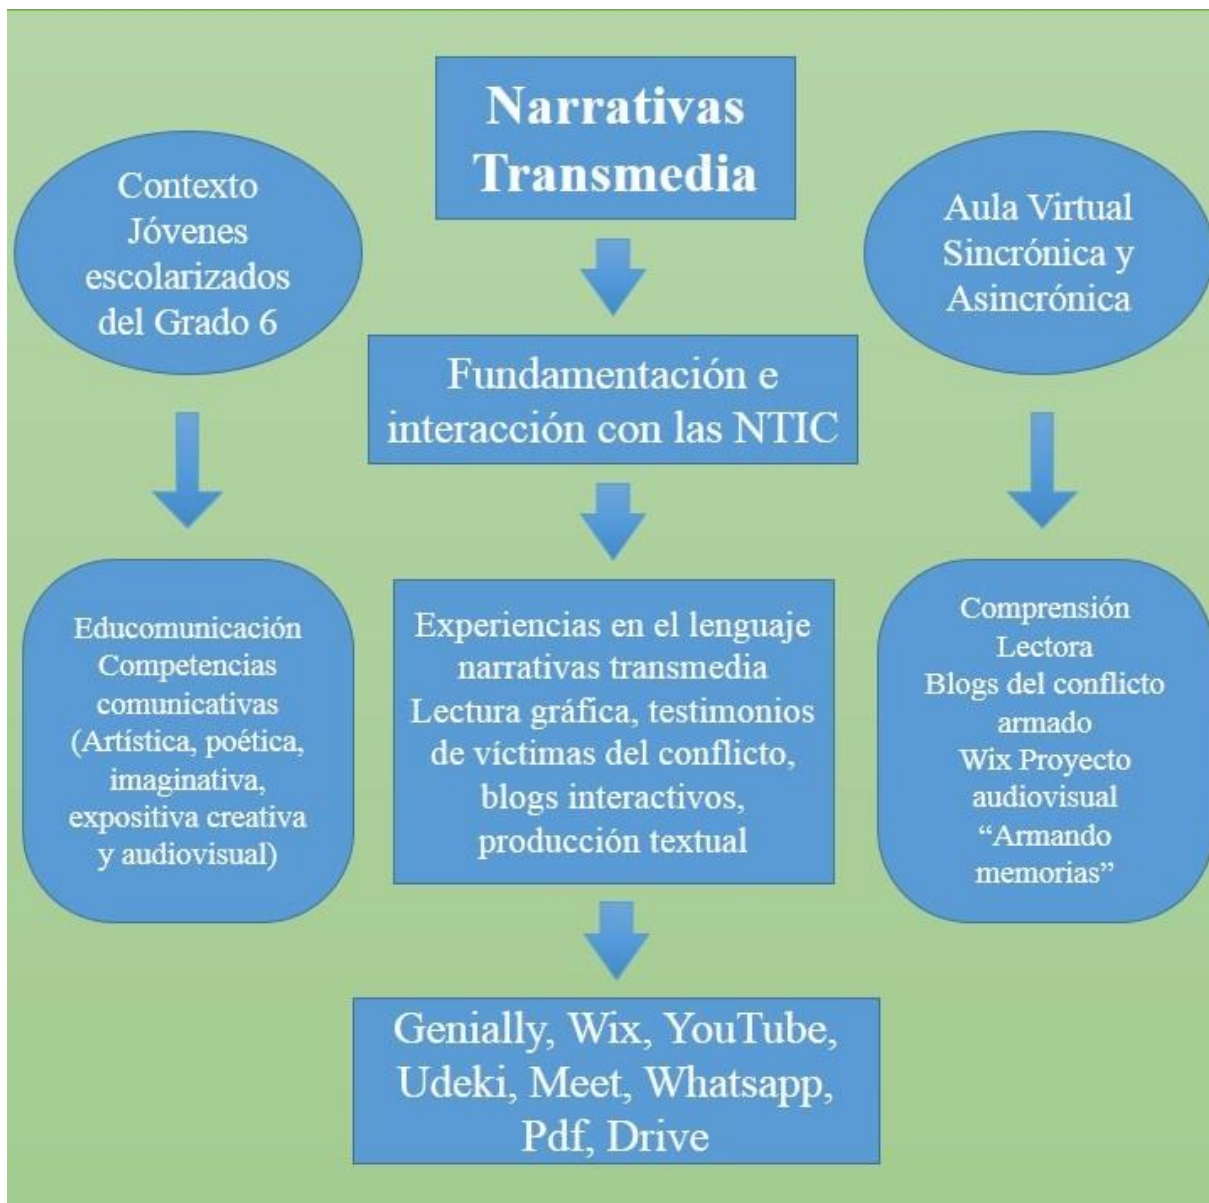 Narrativas
Transmedia
Contexto
Jóvenes
escolarizados
del Grado 6
Aula Virtual
Sincrónica y
Asincrónica
Fundamentación e
interacción con las NTIC
Educomunicación
Competencias
comunicativas
(Artística, poética,
imaginativa,
expositiva creativa
y audiovisual)
Experiencias en el lenguaje
narrativas transmedia
Lectura gráfica, testimonios
de víctimas del conflicto,
blogs interactivos,
producción textual
Comprensión
Lectora
Blogs del conflicto
armado
Wix Proyecto
audiovisual
“Armando
memorias”
Genially, Wix, YouTube,
Udeki, Meet, Whatsapp,
Pdf, Drive